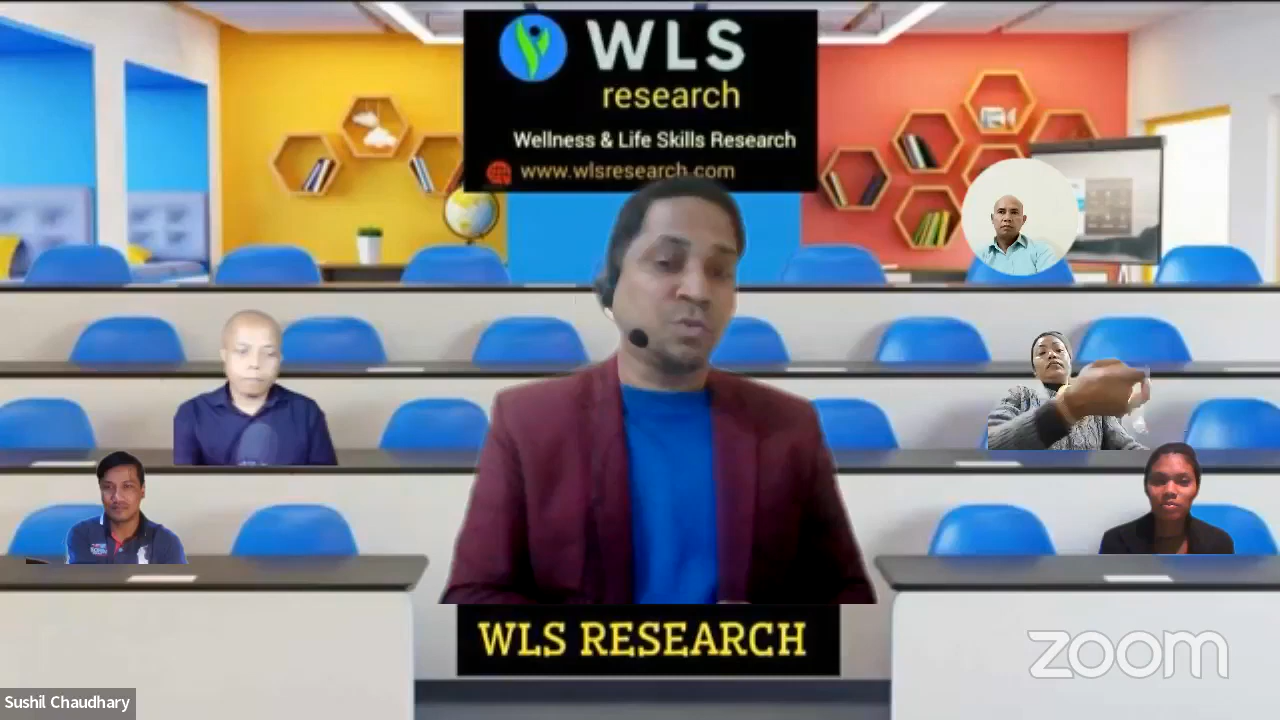 WLS
research
Wellness & Life Skills Research
www.wlsresearch.com
WLS RESEARCH
zoom
Sushil Chaudhary